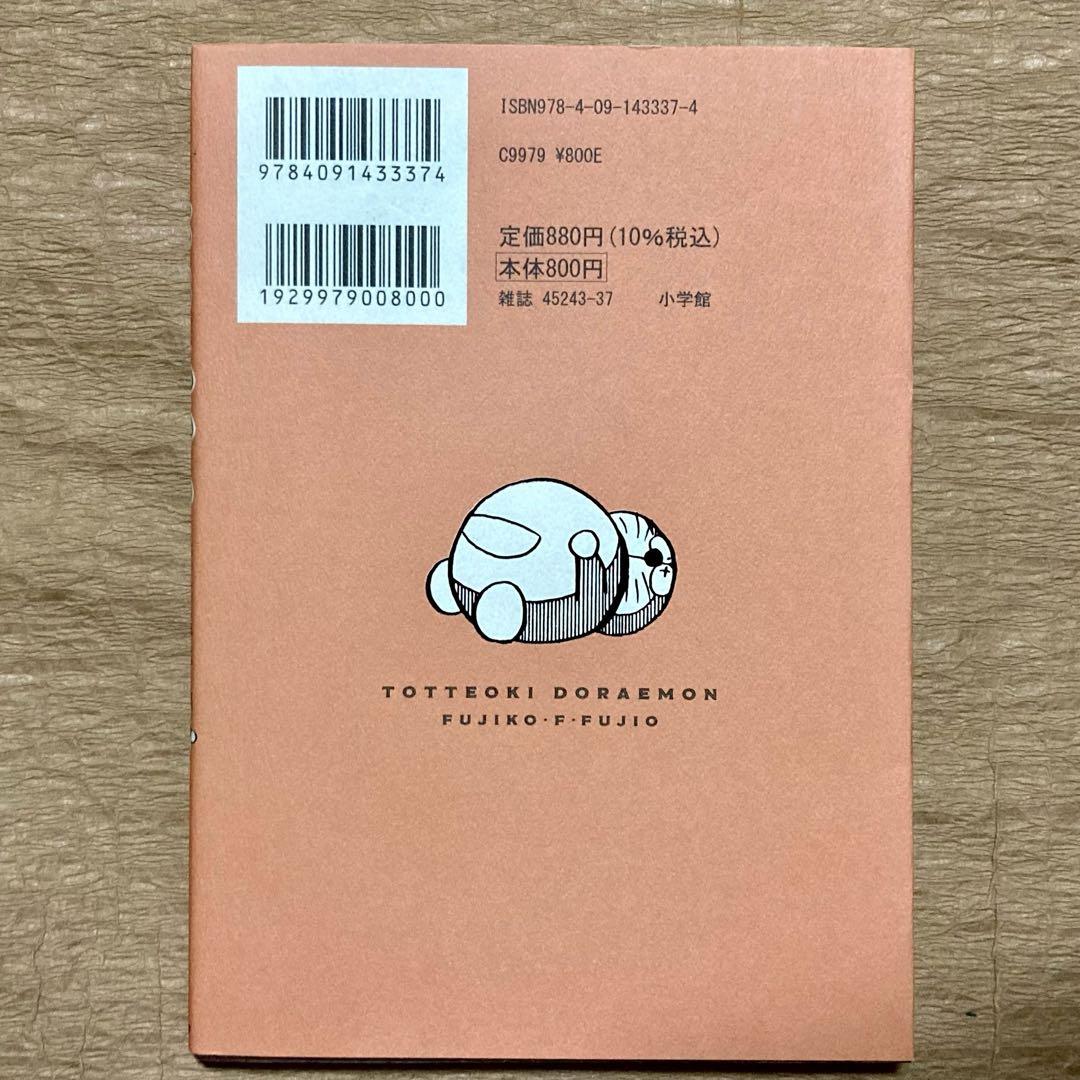 9784091433374
1929979008000
ISBN978-4-09-143337-4
C9979 ¥800E
定価880円(10%税込)
本体800円
雑誌 45243-37 小学館
TOTTEOKI DORAEMON
FUJIKO・F・FUJIO